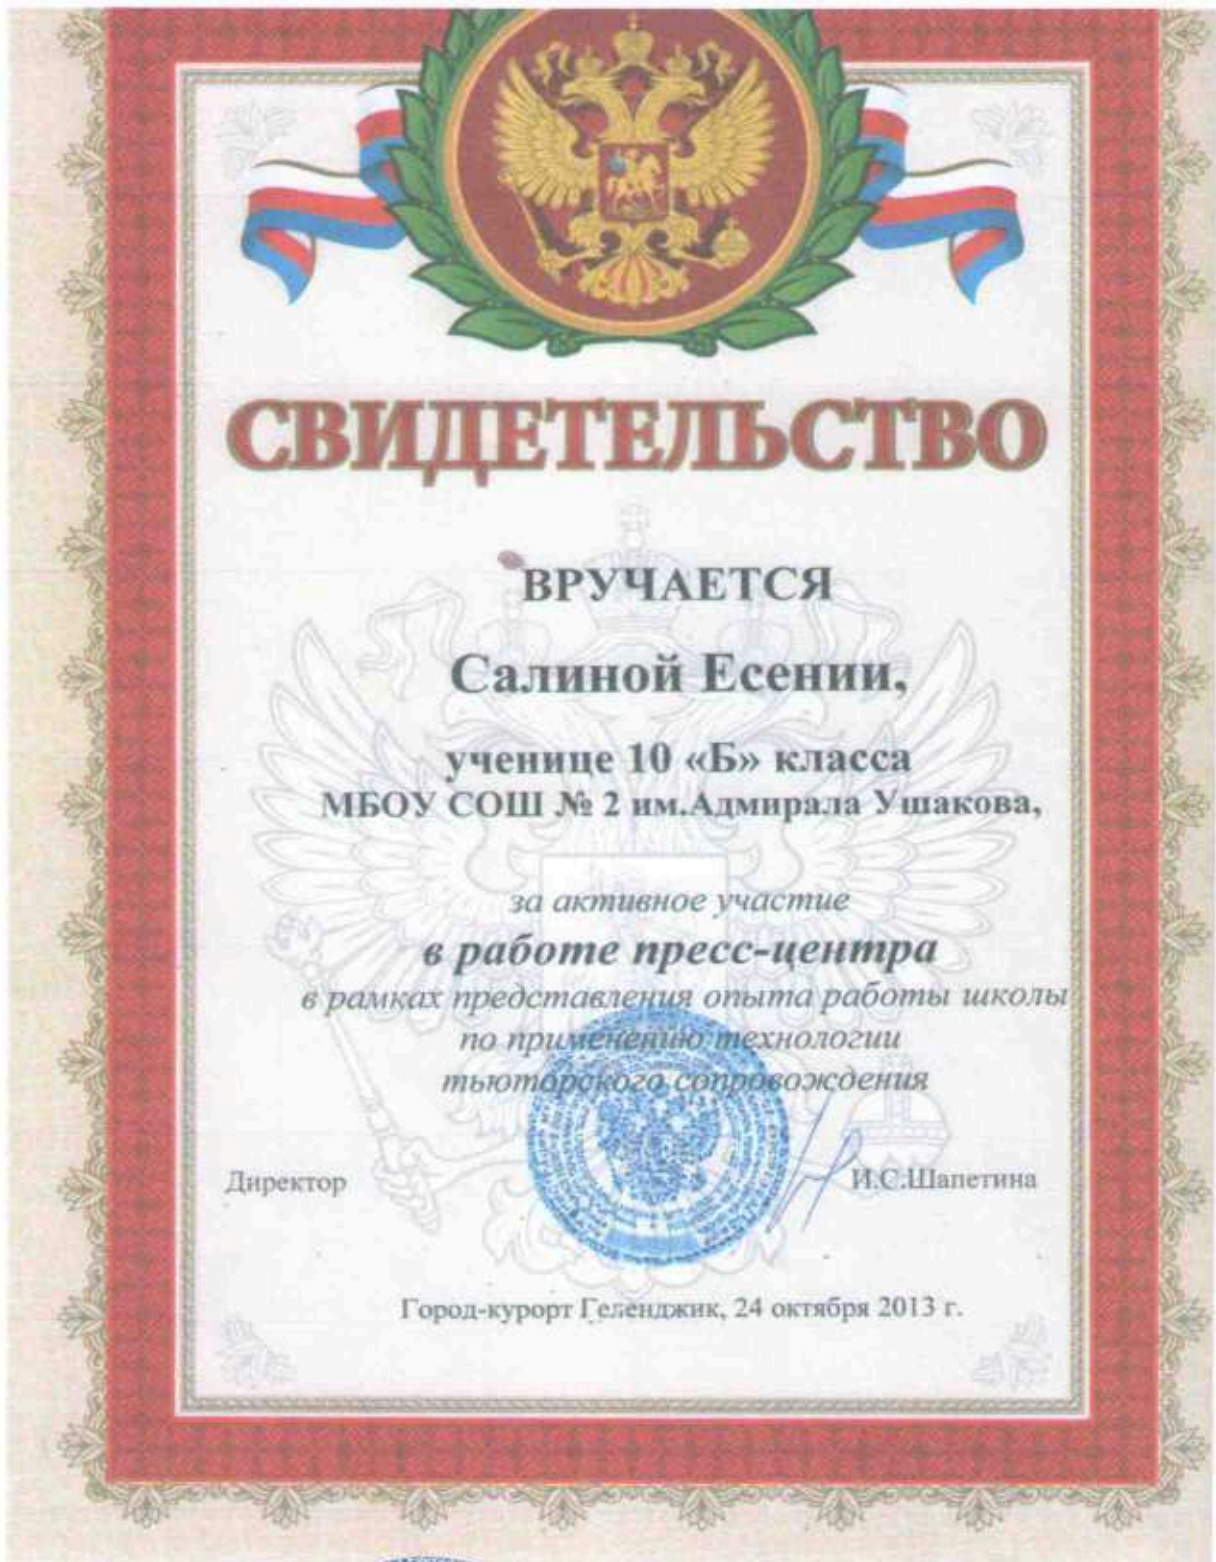 СВИДЕТЕЛЬСТВО
ВРУЧАЕТСЯ
Салиной Есении,
ученице 10 «Б» класса
МБОУ СОШ № 2 им.Адмирала Ушакова,
за активное участие
в работе пресс-центра
в рамках представления опыта работы школы
по применению технологии
тьюторского сопровождения
Директор И.С.Шапетина
Город-курорт Геленджик, 24 октября 2013 г.